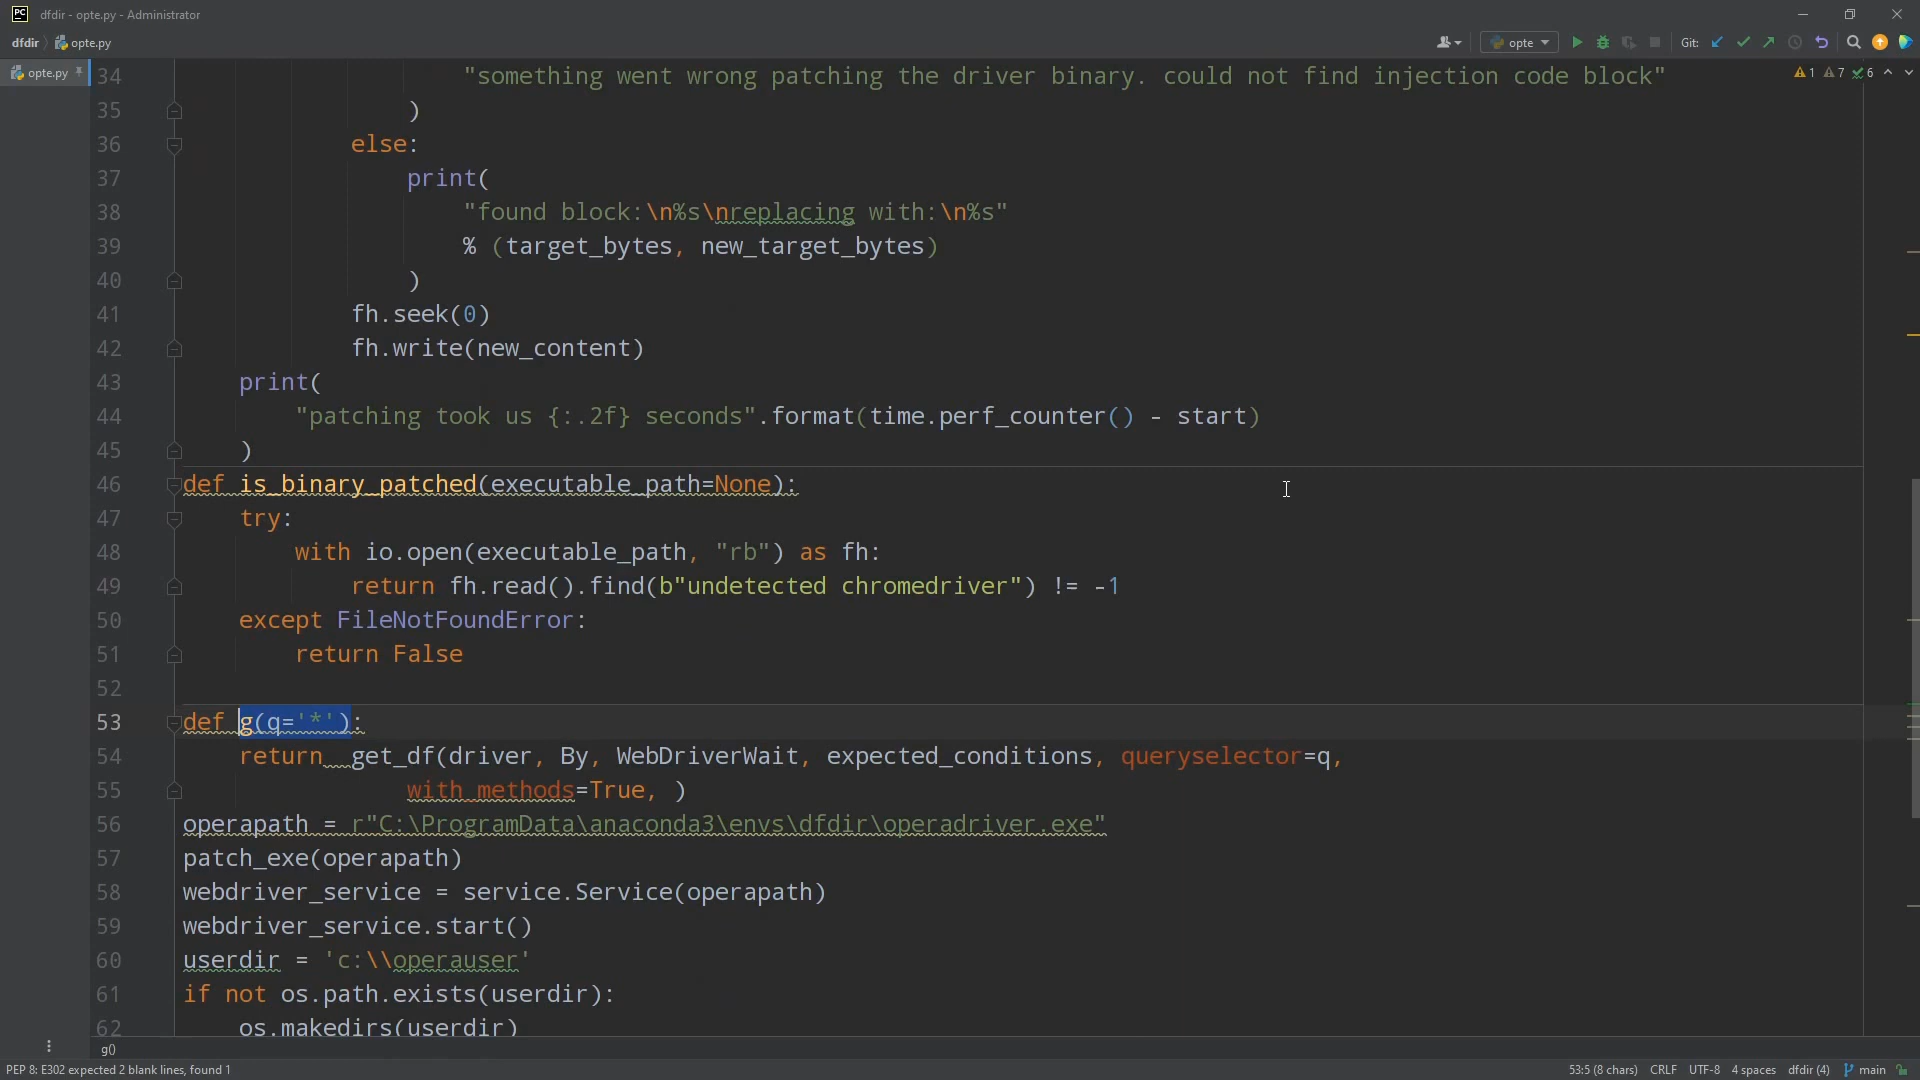 PC dfdir - opte.py - Administrator
dfdir opte.py opte Git:
opte.py 1 7 6
34 "something went wrong patching the driver binary. could not find injection code block"
35 )
36 else:
37 print(
38 "found block:\n%s\nreplacing with:\n%s"
39 % (target_bytes, new_target_bytes)
40 )
41 fh.seek(0)
42 fh.write(new_content)
43 print(
44 "patching took us {:.2f} seconds".format(time.perf_counter() - start)
45 )
46 def is_binary_patched(executable_path=None):
47 try:
48 with io.open(executable_path, "rb") as fh:
49 return fh.read().find(b"undetected chromedriver") != -1
50 except FileNotFoundError:
51 return False
52
53 def g(q='*'):
54 return  get_df(driver, By, WebDriverWait, expected_conditions, queryselector=q,
55 with_methods=True, )
56 operapath = r"C:\ProgramData\anaconda3\envs\dfdir\operadriver.exe"
57 patch_exe(operapath)
58 webdriver_service = service.Service(operapath)
59 webdriver_service.start()
60 userdir = 'c:\\operauser'
61 if not os.path.exists(userdir):
62 os.makedirs(userdir)
g()
PEP 8: E302 expected 2 blank lines, found 1 53:5 (8 chars) CRLF UTF-8 4 spaces dfdir (4) main